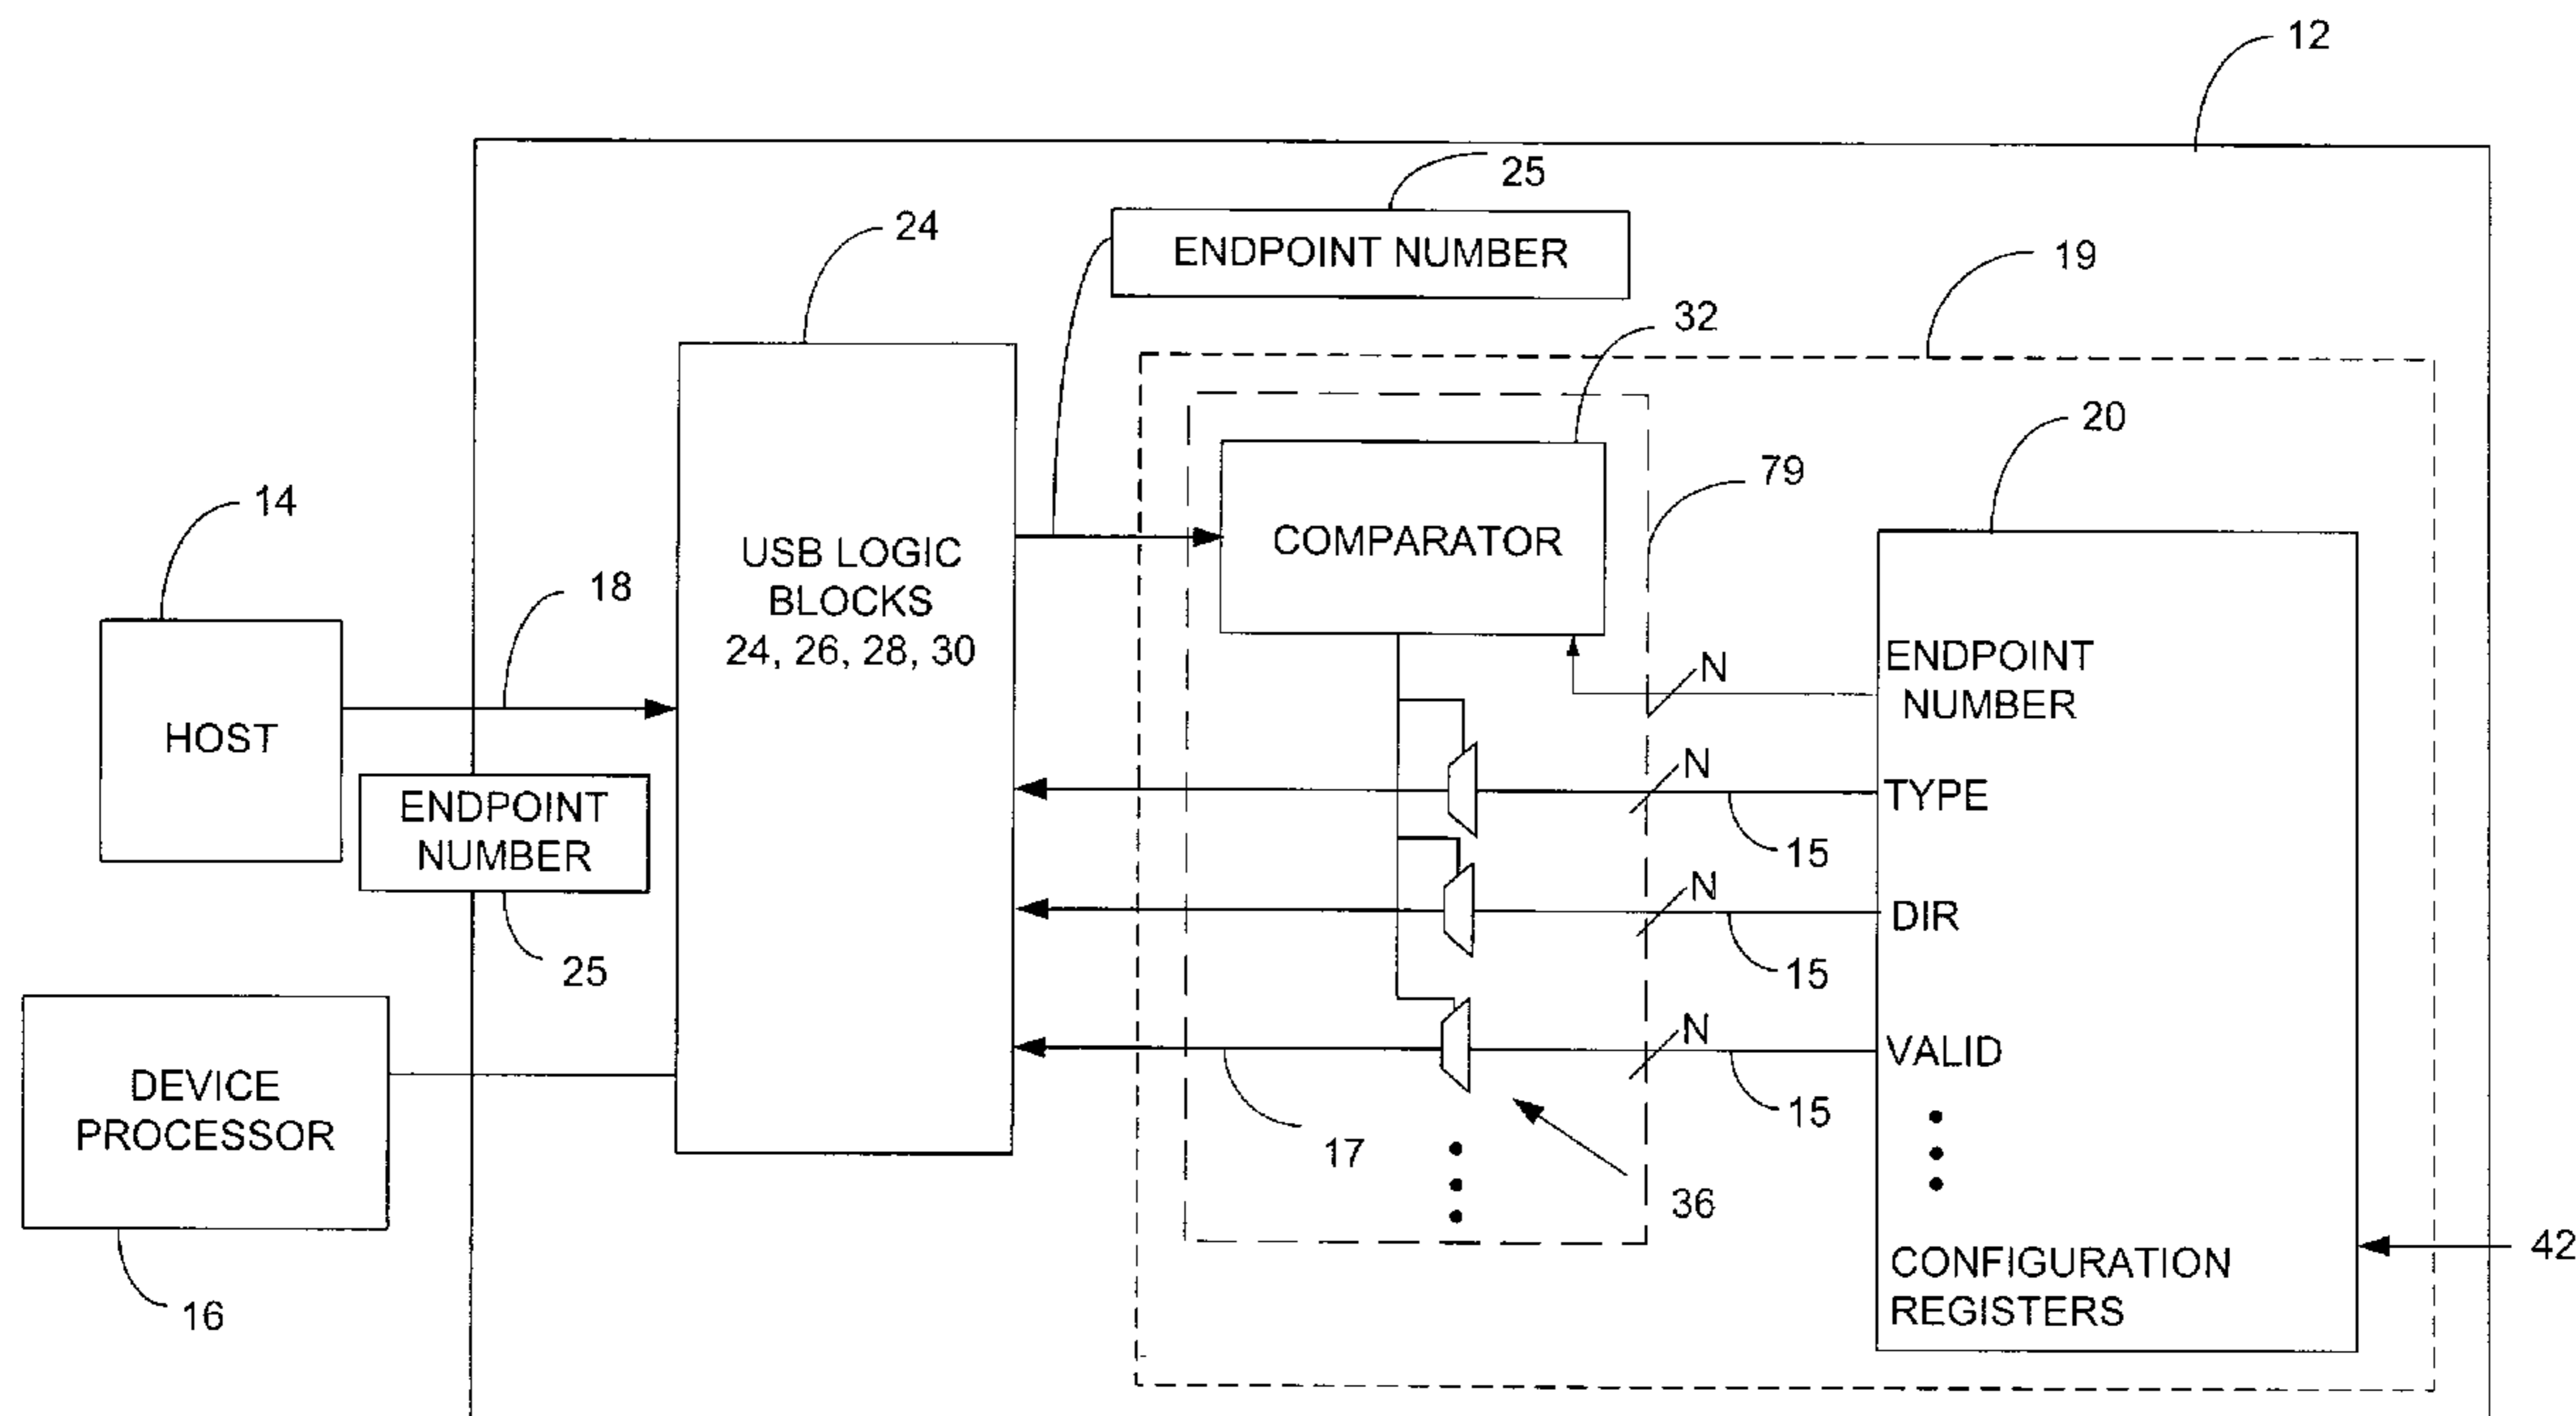 12
25
ENDPOINT NUMBER
24
19
32
20
79
14
COMPARATOR
USB LOGIC
BLOCKS
24, 26, 28, 30
18
HOST
ENDPOINT
NUMBER
25
N
ENDPOINT
NUMBER
N
TYPE
15
N
DIR
15
N
VALID
15
17
36
DEVICE
PROCESSOR
16
CONFIGURATION
REGISTERS
42